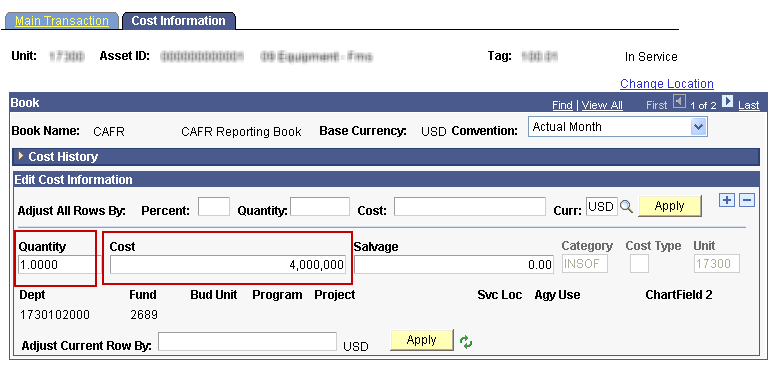 Main Transaction Cost Information
Unit: Asset ID: Tag: In Service
Change Location
Book Find | View All First 1 of 2 Last
Book Name: CAFR CAFR Reporting Book Base Currency: USD Convention: Actual Month
Cost History
Edit Cost Information
Adjust All Rows By: Percent: Quantity: Cost: Curr: USD Apply
Quantity Cost Salvage Category Cost Type Unit
1.0000 4,000,000 0.00 INSOF 17300
Dept Fund Bud Unit Program Project Svc Loc Agy Use ChartField 2
1730102000 2689
Adjust Current Row By: USD Apply